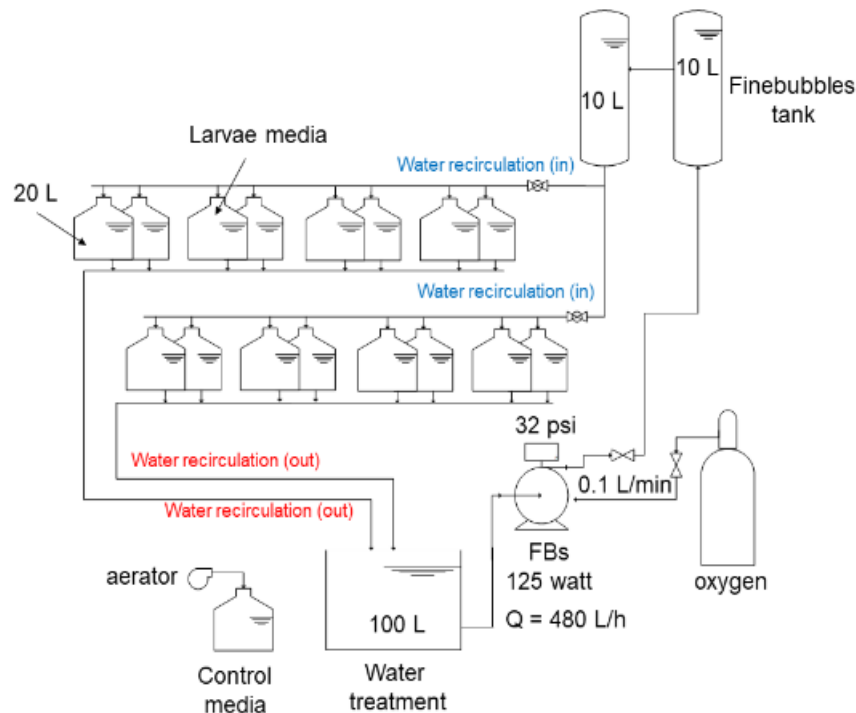 10 L
10 L
Finebubbles
tank
Larvae media
Water recirculation (in)
20 L
Water recirculation (in)
32 psi
Water recirculation (out)
0.1 L/min
Water recirculation (out)
FBs
125 watt
Q = 480 L/h
oxygen
aerator
100 L
Control
media
Water
treatment